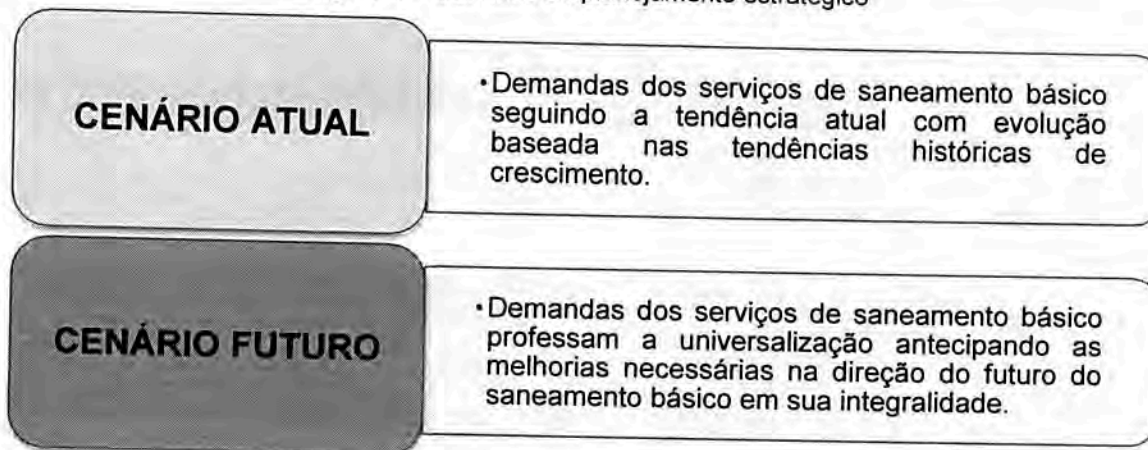 planejamento estratégico
CENÁRIO ATUAL
•Demandas dos serviços de saneamento básico
seguindo a tendência atual com evolução
baseada nas tendências históricas de
crescimento.
CENÁRIO FUTURO
•Demandas dos serviços de saneamento básico
professam a universalização antecipando as
melhorias necessárias na direção do futuro do
saneamento básico em sua integralidade.